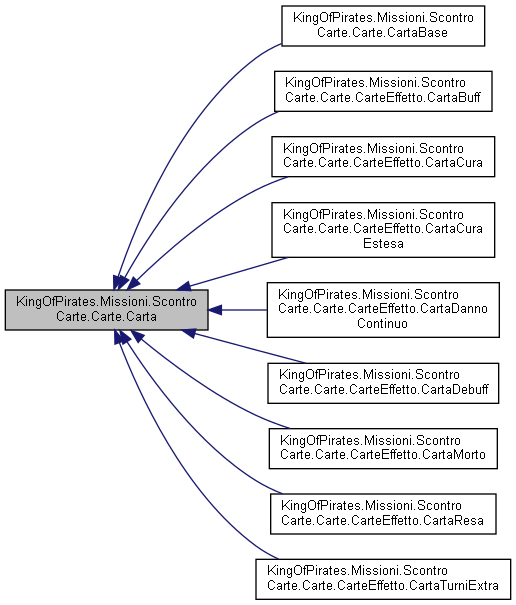 KingOfPirates.Missioni.Scontro
Carte.Carte.CartaBase
KingOfPirates.Missioni.Scontro
Carte.Carte.CarteEffetto.CartaBuff
KingOfPirates.Missioni.Scontro
Carte.Carte.CarteEffetto.CartaCura
KingOfPirates.Missioni.Scontro
Carte.Carte.CarteEffetto.CartaCura
Estesa
KingOfPirates.Missioni.Scontro
Carte.Carte.Carta
KingOfPirates.Missioni.Scontro
Carte.Carte.CarteEffetto.CartaDanno
Continuo
KingOfPirates.Missioni.Scontro
Carte.Carte.CarteEffetto.CartaDebuff
KingOfPirates.Missioni.Scontro
Carte.Carte.CarteEffetto.CartaMorto
KingOfPirates.Missioni.Scontro
Carte.Carte.CarteEffetto.CartaResa
KingOfPirates.Missioni.Scontro
Carte.Carte.CarteEffetto.CartaTurniExtra